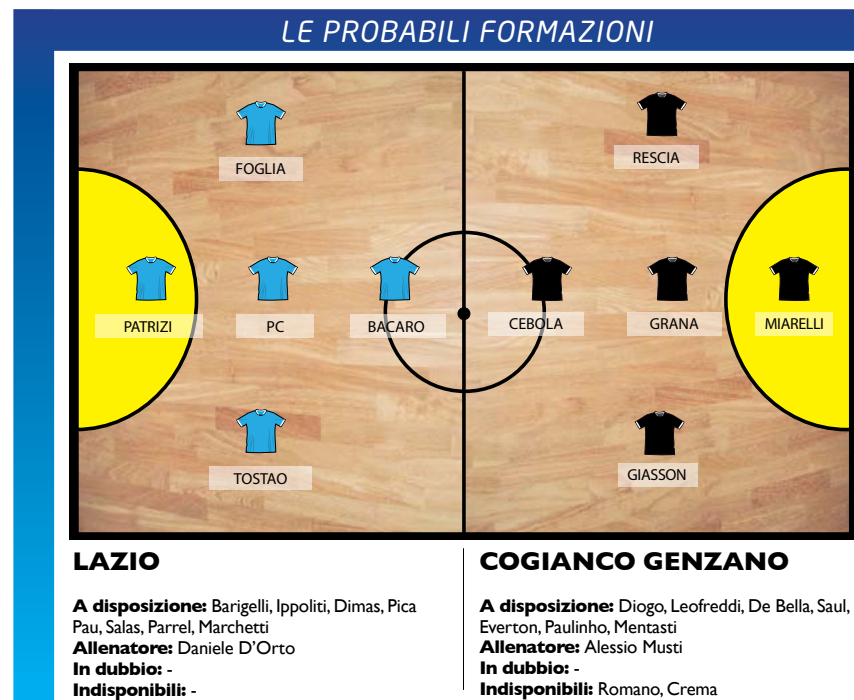 LE PROBABILI FORMAZIONI
FOGLIA
RESCIA
PATRIZI
PC
BACARO
CEBOLA
GRANA
MIARELLI
TOSTAO
GIASSON
LAZIO
A disposizione: Barigelli, Ippoliti, Dimas, Pica
Pau, Salas, Parrel, Marchetti
Allenatore: Daniele D’Orto
In dubbio: -
Indisponibili: -
COGIANCO GENZANO
A disposizione: Diogo, Leofreddi, De Bella, Saul,
Everton, Paulinho, Mentasti
Allenatore: Alessio Musti
In dubbio: -
Indisponibili: Romano, Crema